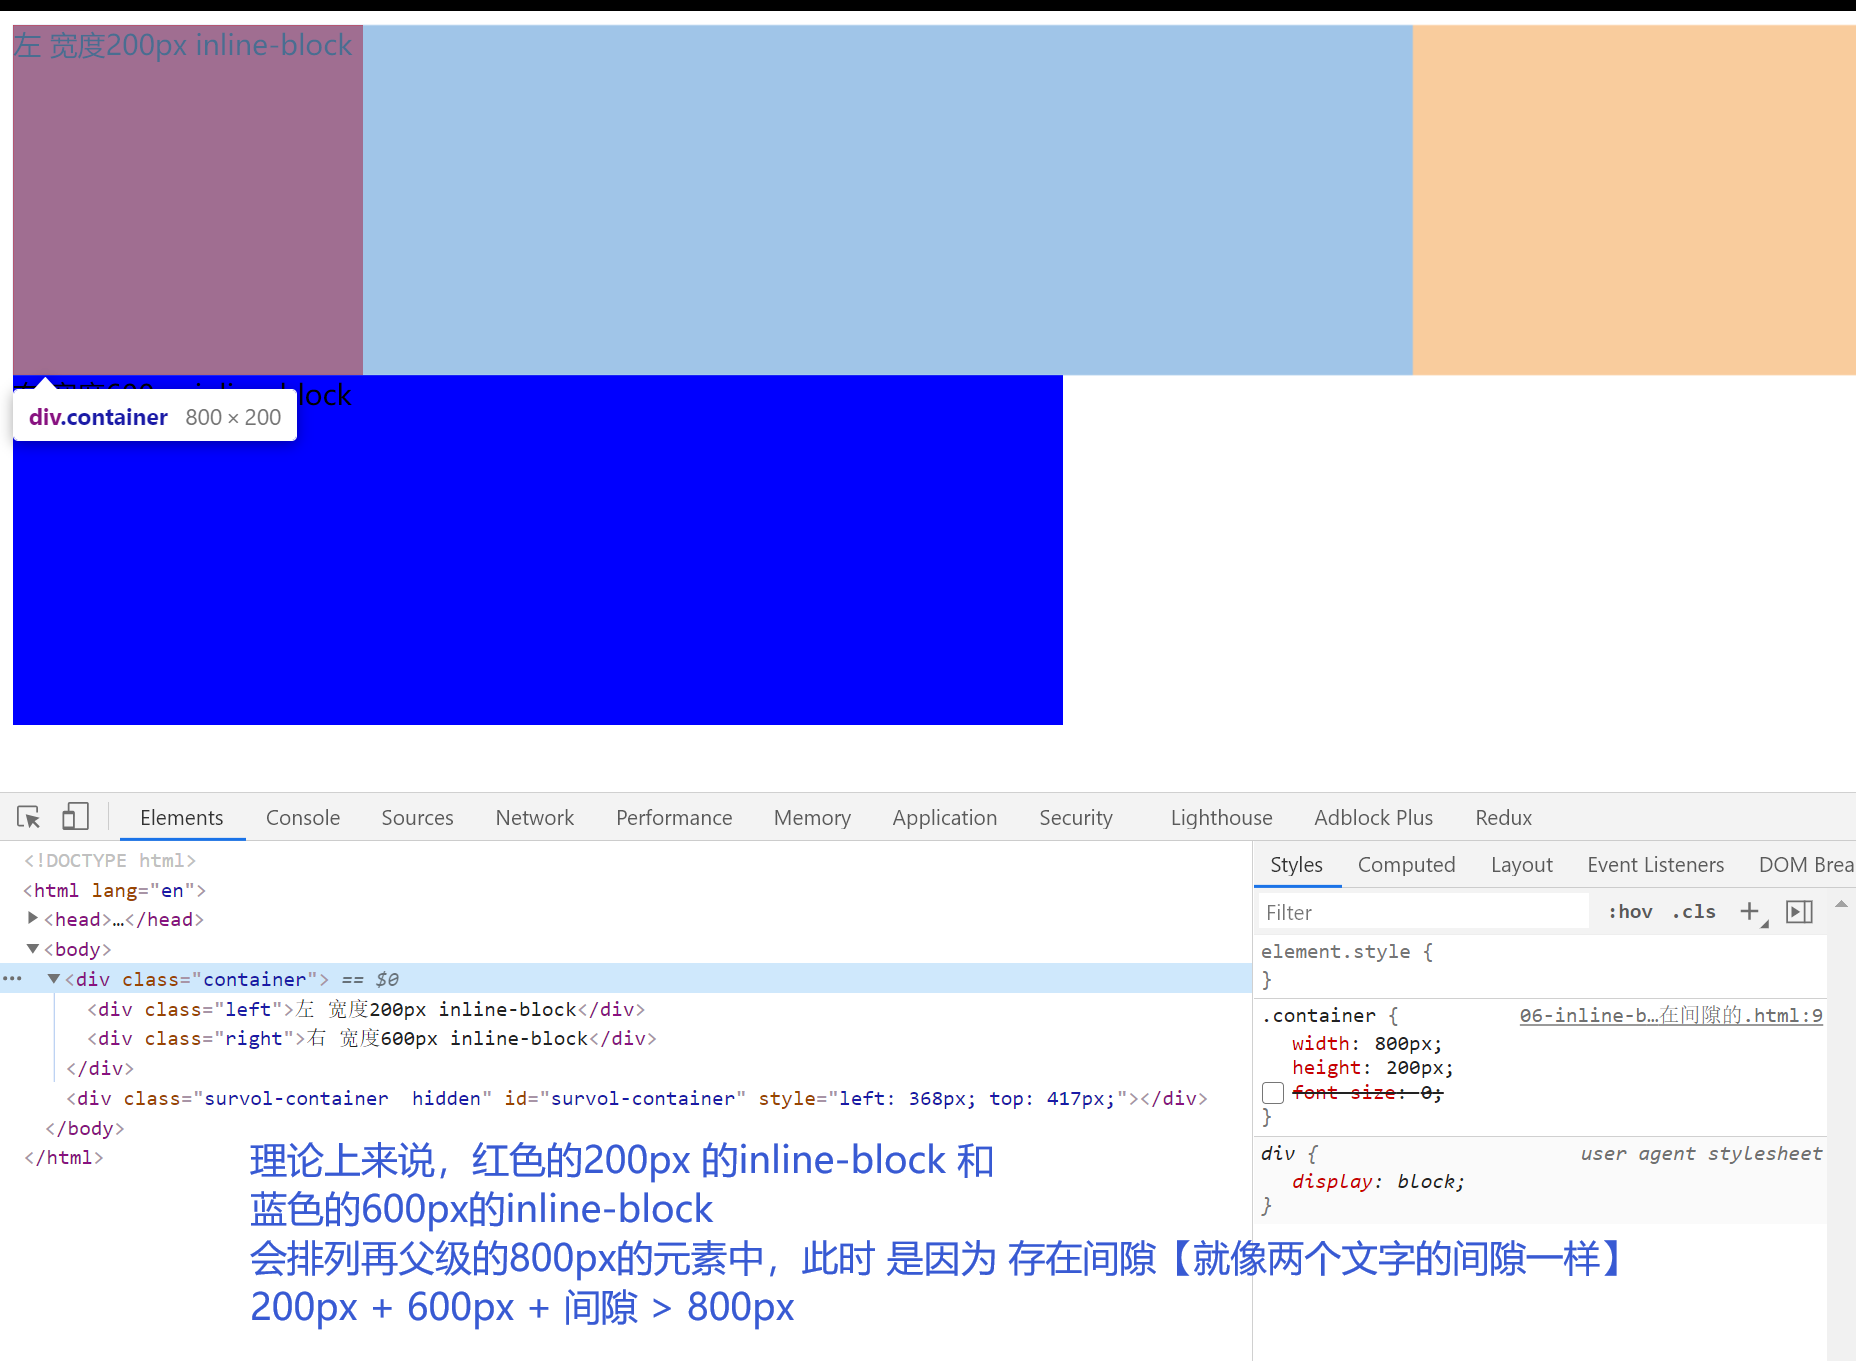 左 宽度200px inline-block
block
div.container 800 × 200
Elements Console Sources Network Performance Memory Application Security Lighthouse Adblock Plus Redux
<!DOCTYPE html>
<html lang="en">
<head>…</head>
<body>
<div class="container"> == $0
<div class="left">左 宽度200px inline-block</div>
<div class="right">右 宽度600px inline-block</div>
</div>
<div class="survol-container  hidden" id="survol-container" style="left: 368px; top: 417px;"></div>
</body>
</html>
Styles Computed Layout Event Listeners DOM Brea
Filter :hov .cls
element.style {
}
.container { 06-inline-b…在间隙的.html:9
width: 800px;
height: 200px;
font-size: 0;
}
div { user agent stylesheet
display: block;
}
理论上来说，红色的200px 的inline-block 和
蓝色的600px的inline-block
会排列再父级的800px的元素中，此时 是因为 存在间隙【就像两个文字的间隙一样】
200px + 600px + 间隙 > 800px